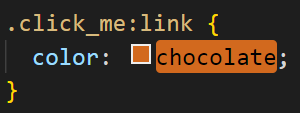 .click_me:link {
  color: chocolate;
}